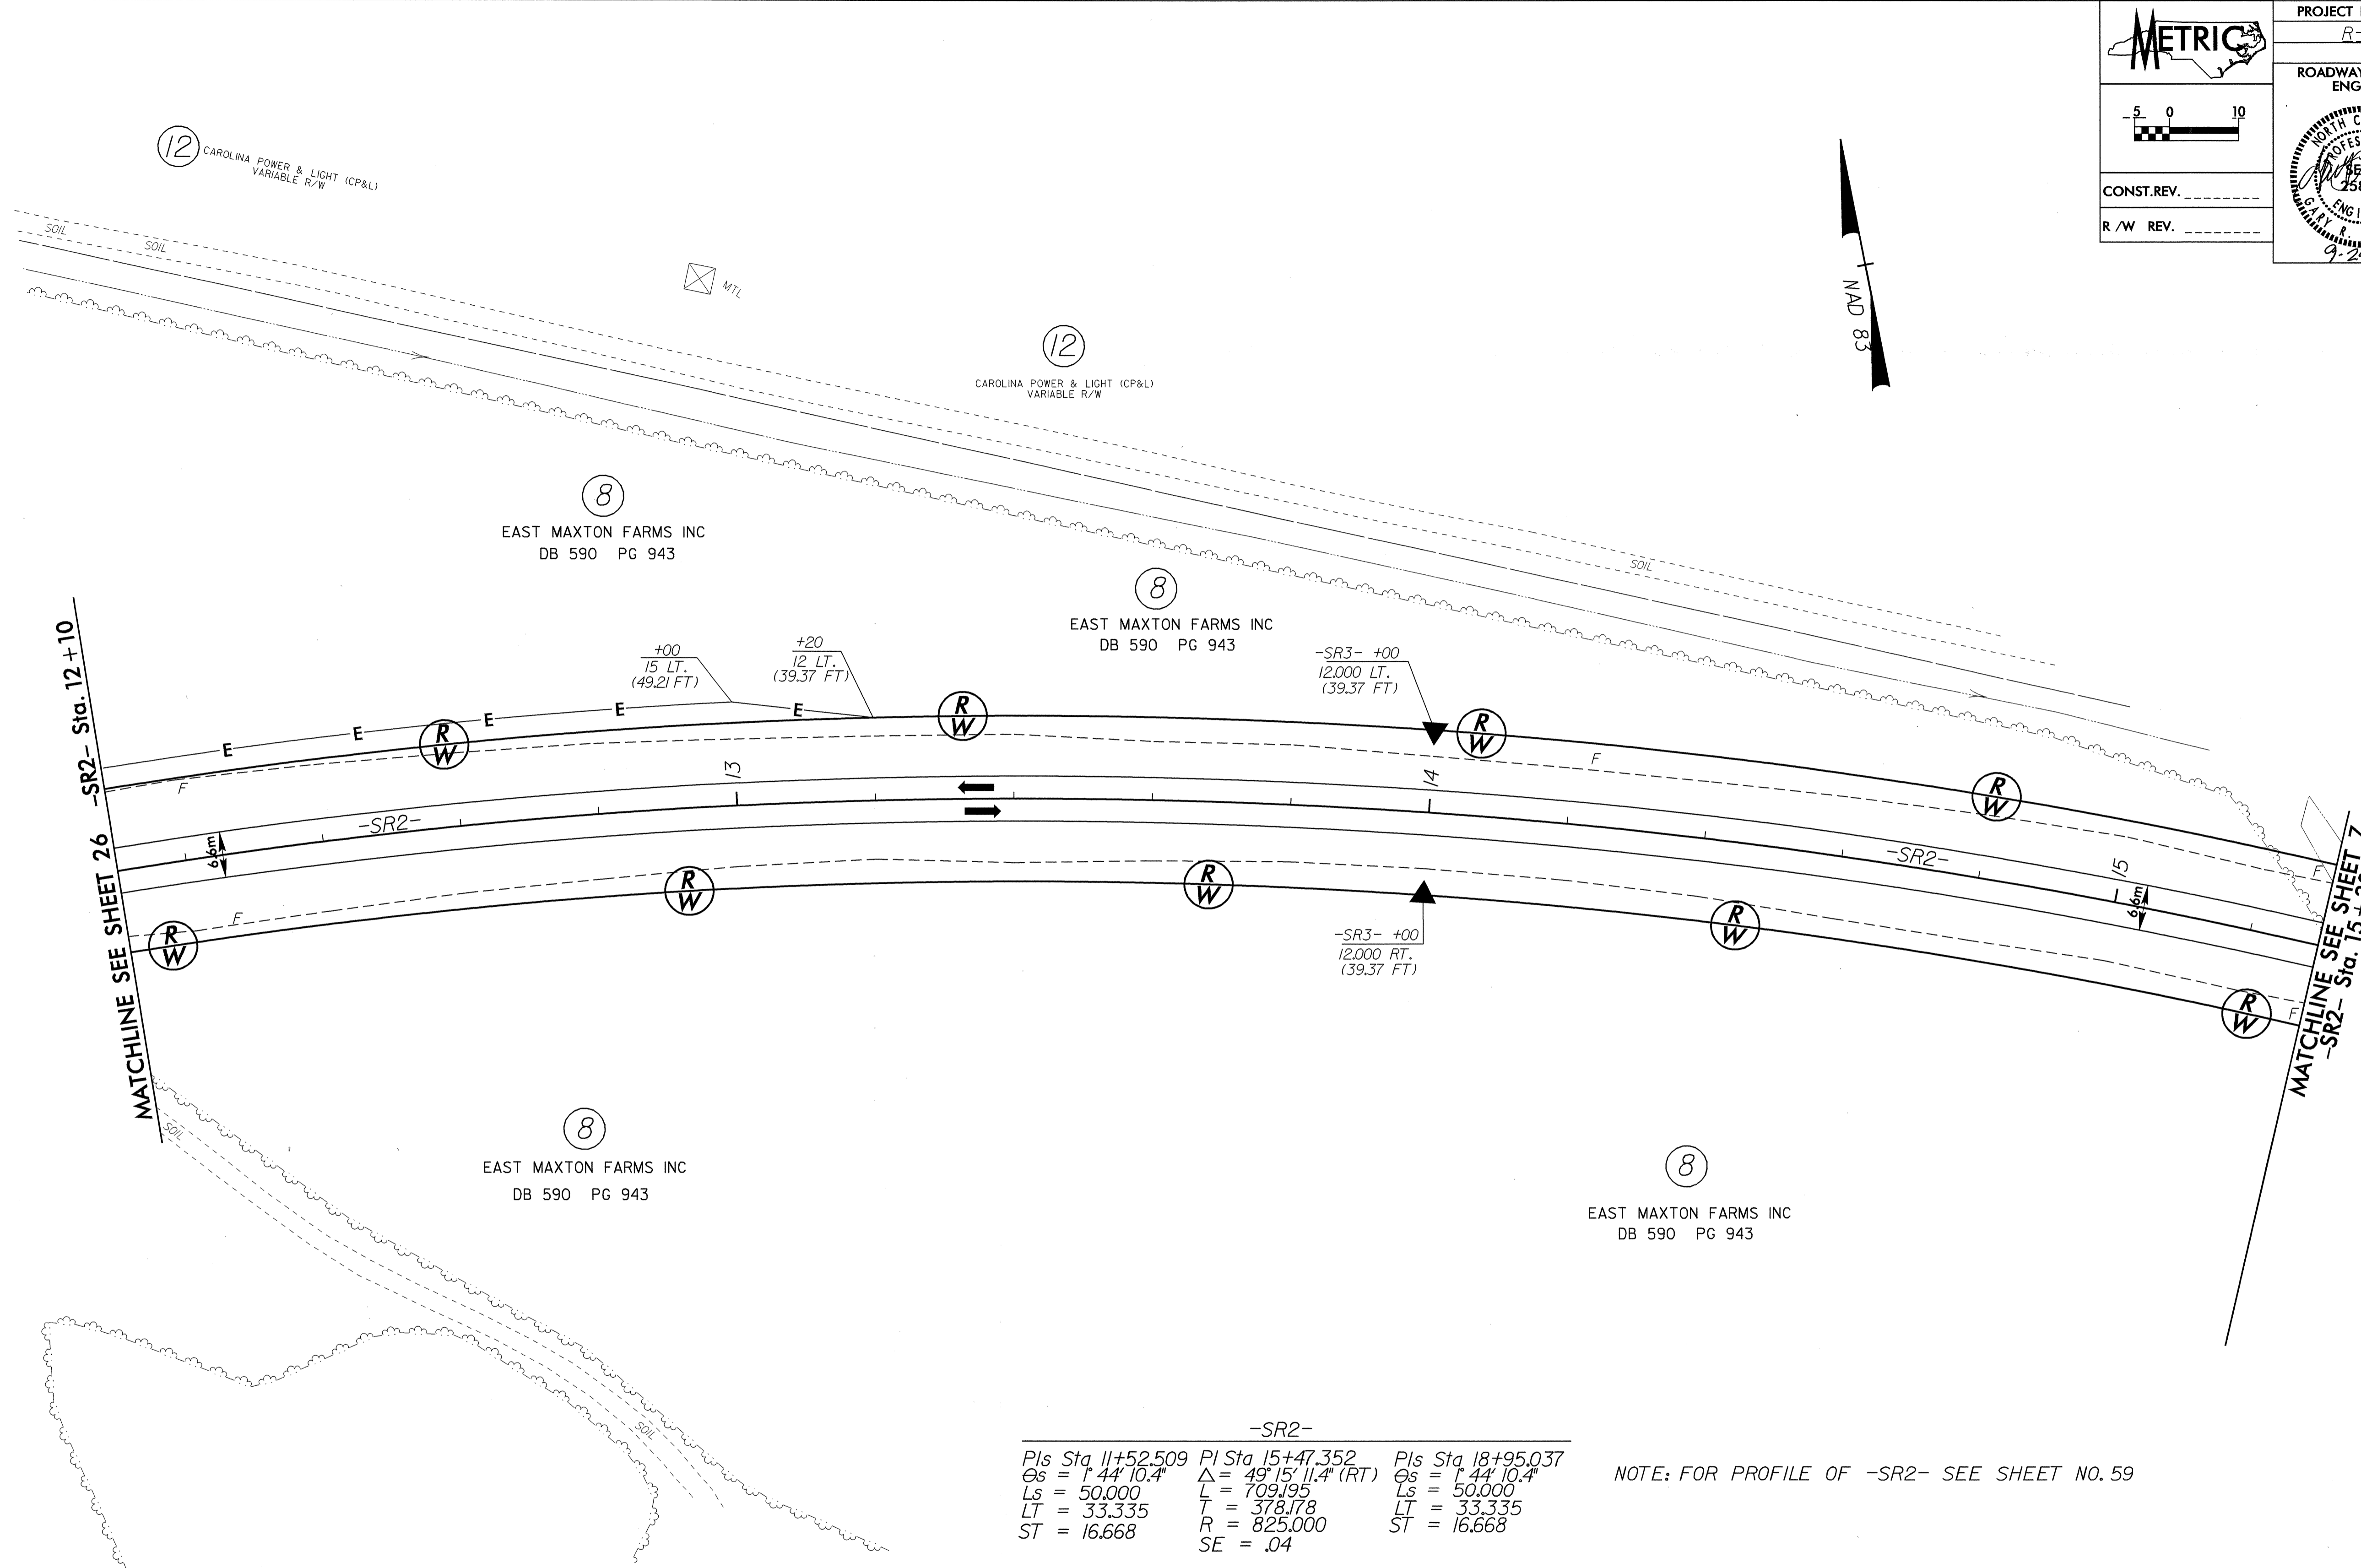 METRIC
PROJECT
R-
ROADWAY
ENG
5 0 10
CONST.REV.
R/W REV.
NORTH C
PROFES
SE
258
ENGI
GARY R.
NAD 83
12
CAROLINA POWER & LIGHT (CP&L)
VARIABLE R/W
SOIL
SOIL
MTL
12
CAROLINA POWER & LIGHT (CP&L)
VARIABLE R/W
8
EAST MAXTON FARMS INC
DB 590 PG 943
SOIL
8
EAST MAXTON FARMS INC
DB 590 PG 943
+00
15 LT.
(49.21 FT)
+20
12 LT.
(39.37 FT)
-SR3- +00
12.000 LT.
(39.37 FT)
MATCHLINE SEE SHEET 26 -SR2- Sta. 12+10
E
E
E
E
E
R/W
R/W
R/W
R/W
F
F
F
13
14
15
-SR2-
-SR2-
6.6m
6.6m
R/W
R/W
R/W
R/W
R/W
F
F
-SR3- +00
12.000 RT.
(39.37 FT)
MATCHLINE SEE SHEET 7
-SR2- Sta. 15+
SOIL
8
EAST MAXTON FARMS INC
DB 590 PG 943
8
EAST MAXTON FARMS INC
DB 590 PG 943
SOIL
-SR2-
PIs Sta 11+52.509 PI Sta 15+47.352 PIs Sta 18+95.037
Θs = 1° 44' 10.4" Δ = 49° 15' 11.4" (RT) Θs = 1° 44' 10.4"
Ls = 50.000 L = 709.195 Ls = 50.000
LT = 33.335 T = 378.178 LT = 33.335
ST = 16.668 R = 825.000 ST = 16.668
SE = .04
NOTE: FOR PROFILE OF -SR2- SEE SHEET NO. 59